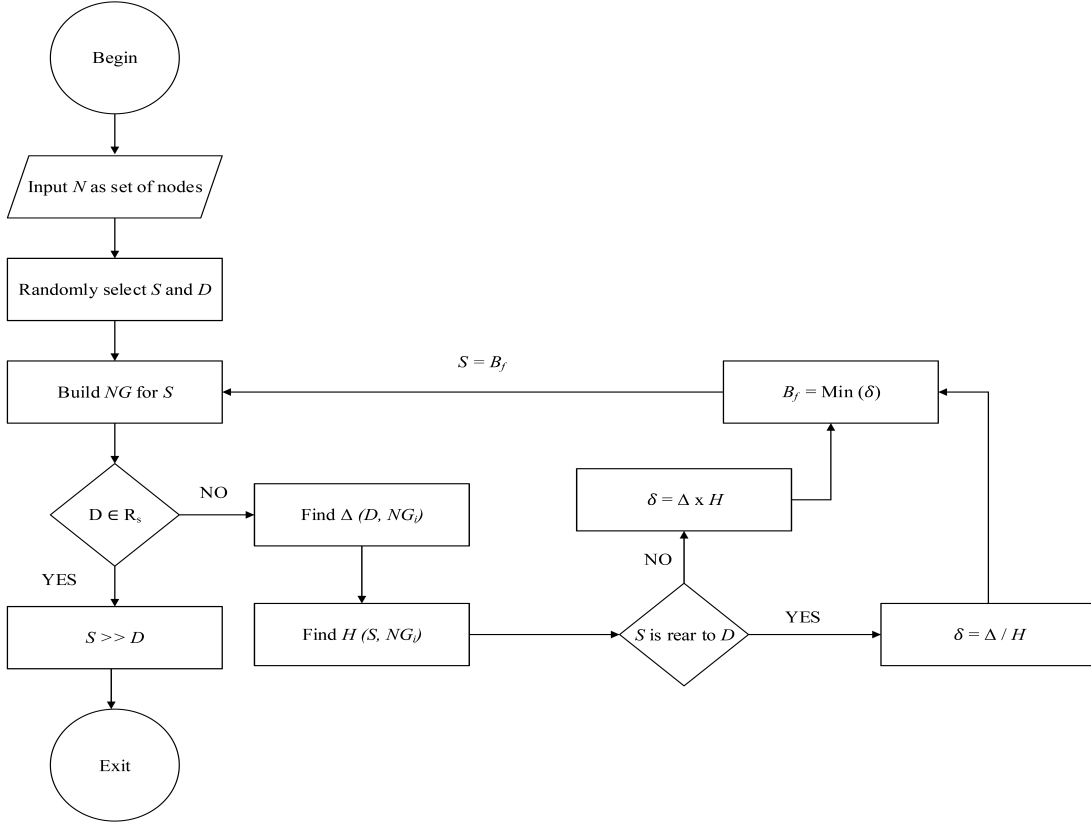 Begin
Input N as set of nodes
Randomly select S and D
Build NG for S
S = Bf
Bf = Min (δ)
D ∈ Rs
NO
YES
Find Δ (D, NGi)
δ = Δ x H
NO
S >> D
Find H (S, NGi)
S is rear to D
YES
δ = Δ / H
Exit